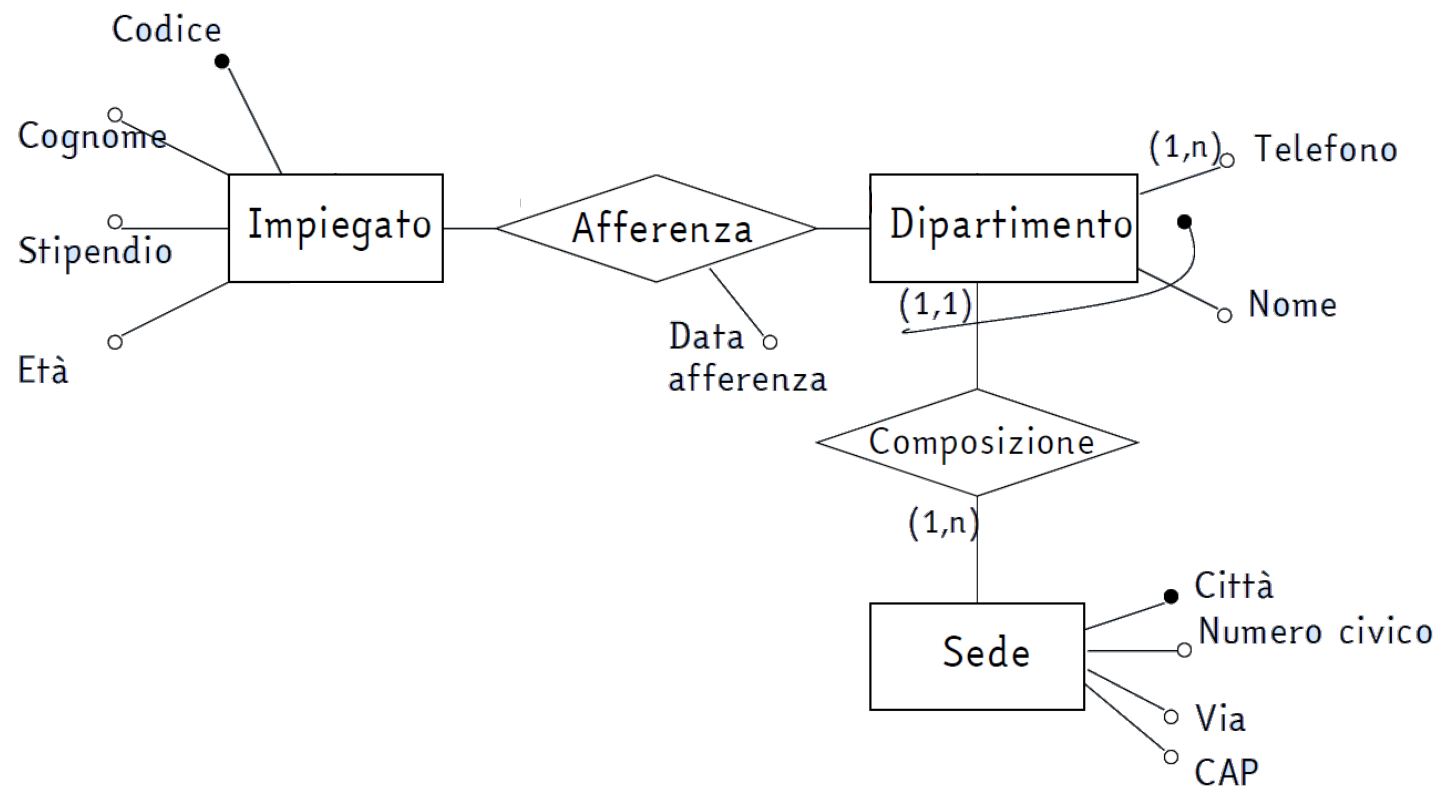 Codice
Cognome
(1,n) Telefono
Impiegato
Afferenza
Dipartimento
Stipendio
(1,1)
Nome
Data
afferenza
Età
Composizione
(1,n)
Città
Numero civico
Sede
Via
CAP